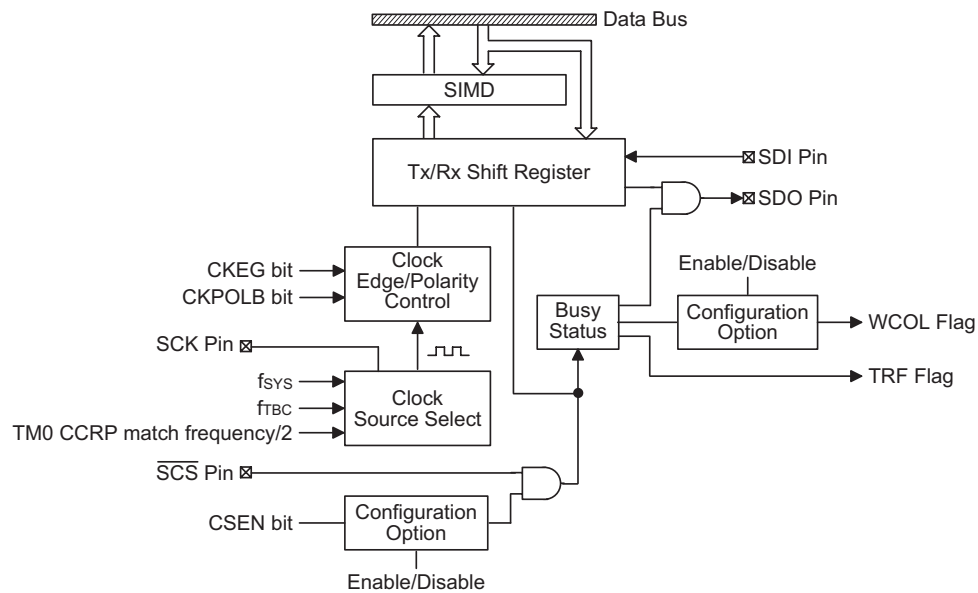 Data Bus
SIMD
Tx/Rx Shift Register
SDI Pin
SDO Pin
CKEG bit
CKPOLB bit
Clock
Edge/Polarity
Control
Enable/Disable
Busy
Status
Configuration
Option
WCOL Flag
TRF Flag
SCK Pin
fSYS
fTBC
TM0 CCRP match frequency/2
Clock
Source Select
SCS Pin
CSEN bit
Configuration
Option
Enable/Disable